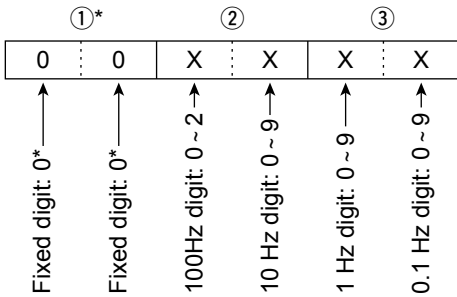 ①* ② ③
0 0 X X X X
Fixed digit: 0*
Fixed digit: 0*
100Hz digit: 0 ~ 2
10 Hz digit: 0 ~ 9
1 Hz digit: 0 ~ 9
0.1 Hz digit: 0 ~ 9